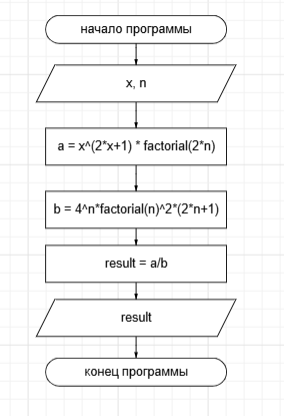 начало программы
x, n
a = x^(2*x+1) * factorial(2*n)
b = 4^n*factorial(n)^2*(2*n+1)
result = a/b
result
конец программы